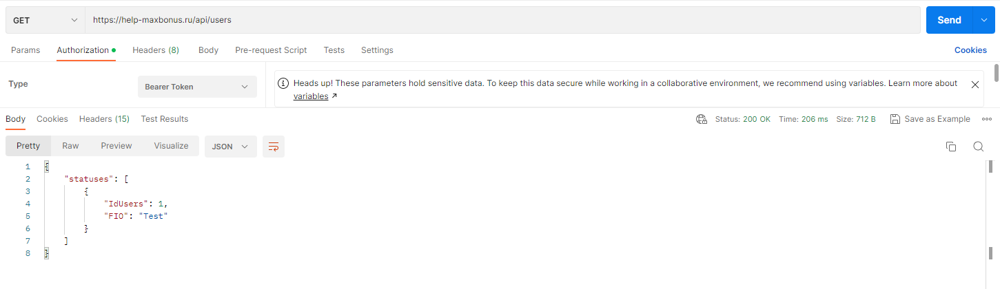 GET https://help-maxbonus.ru/api/users Send
Params Authorization Headers (8) Body Pre-request Script Tests Settings Cookies
Type Bearer Token
Heads up! These parameters hold sensitive data. To keep this data secure while working in a collaborative environment, we recommend using variables. Learn more about
variables ↗
Body Cookies Headers (15) Test Results Status: 200 OK Time: 206 ms Size: 712 B Save as Example
Pretty Raw Preview Visualize JSON
1 {
2 "statuses": [
3 {
4 "IdUsers": 1,
5 "FIO": "Test"
6 }
7 ]
8 }